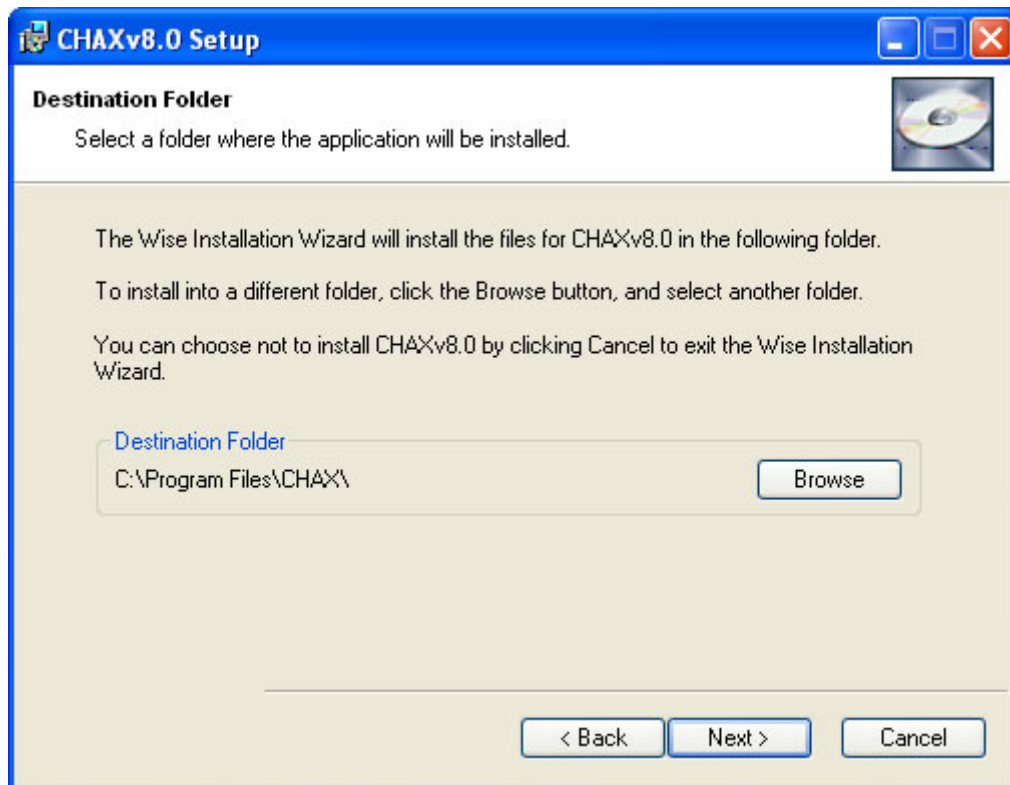 CHAXv8.0 Setup
Destination Folder
Select a folder where the application will be installed.
The Wise Installation Wizard will install the files for CHAXv8.0 in the following folder.
To install into a different folder, click the Browse button, and select another folder.
You can choose not to install CHAXv8.0 by clicking Cancel to exit the Wise Installation
Wizard.
Destination Folder
C:\Program Files\CHAX\
Browse
< Back
Next >
Cancel